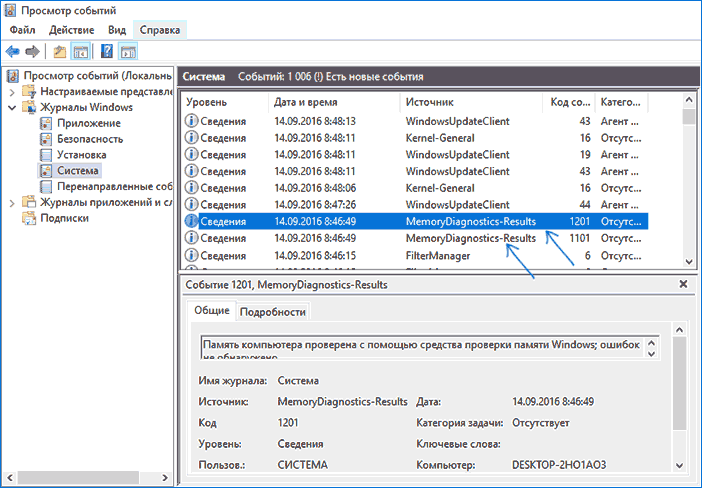 Просмотр событий
Файл Действие Вид Справка
Просмотр событий (Локальны
Настраиваемые представле
Журналы Windows
Приложение
Безопасность
Установка
Система
Перенаправленные соб
Журналы приложений и сл
Подписки
Система Событий: 1 006 (!) Есть новые события
Уровень Дата и время Источник Код со... Катего...
Сведения 14.09.2016 8:48:13 WindowsUpdateClient 43 Агент ...
Сведения 14.09.2016 8:48:11 Kernel-General 16 Отсутс...
Сведения 14.09.2016 8:48:11 WindowsUpdateClient 19 Агент ...
Сведения 14.09.2016 8:48:11 Kernel-General 16 Отсутс...
Сведения 14.09.2016 8:48:06 Kernel-General 16 Отсутс...
Сведения 14.09.2016 8:47:26 WindowsUpdateClient 44 Агент ...
Сведения 14.09.2016 8:46:49 MemoryDiagnostics-Results 1201 Отсутс...
Сведения 14.09.2016 8:46:49 MemoryDiagnostics-Results 1101 Отсутс...
Сведения 14.09.2016 8:46:15 FilterManager 6 Отсутс...
Событие 1201, MemoryDiagnostics-Results
Общие Подробности
Память компьютера проверена с помощью средства проверки памяти Windows; ошибок
не обнаружено
Имя журнала: Система
Источник: MemoryDiagnostics-Results Дата: 14.09.2016 8:46:49
Код 1201 Категория задачи: Отсутствует
Уровень: Сведения Ключевые слова:
Пользов.: СИСТЕМА Компьютер: DESKTOP-2HO1AO3